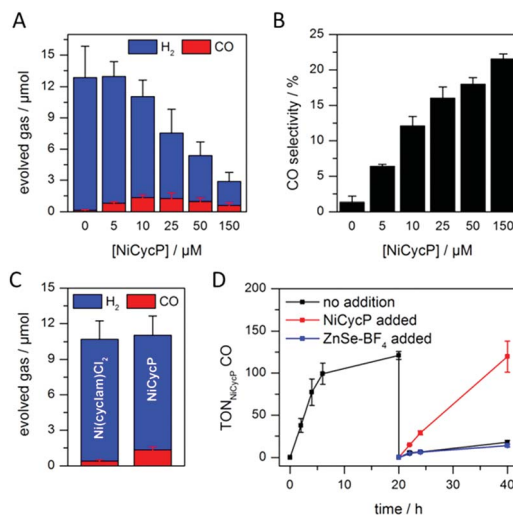 A
H2 CO
evolved gas / µmol
15
12
9
6
3
0
0 5 10 25 50 150
[NiCycP] / µM
B
CO selectivity / %
25
20
15
10
5
0
0 5 10 25 50 150
[NiCycP] / µM
C
H2 CO
evolved gas / µmol
15
12
9
6
3
0
Ni(cyclam)Cl2
NiCycP
D
no addition
NiCycP added
ZnSe-BF4 added
TONNiCycP CO
200
150
100
50
0
0 10 20 30 40
time / h